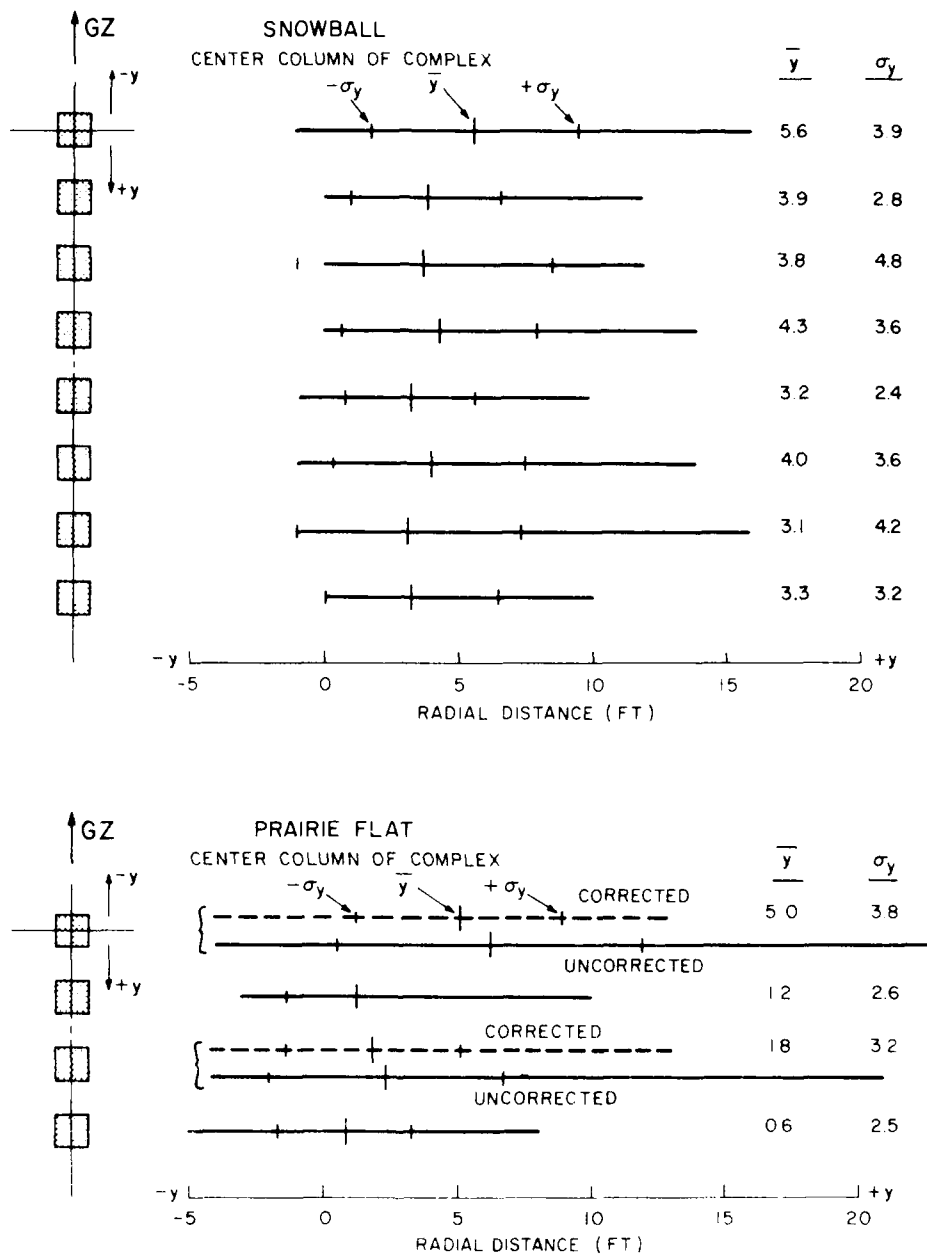 GZ
SNOWBALL
CENTER COLUMN OF COMPLEX
-y
+y
-σy
y̅
+σy
y̅ σy
5.6 3.9
3.9 2.8
3.8 4.8
4.3 3.6
3.2 2.4
4.0 3.6
3.1 4.2
3.3 3.2
-y +y
-5 0 5 10 15 20
RADIAL DISTANCE (FT)
GZ
PRAIRIE FLAT
CENTER COLUMN OF COMPLEX
-y
+y
-σy
y̅
+σy
y̅ σy
CORRECTED
5.0 3.8
UNCORRECTED
1.2 2.6
CORRECTED
1.8 3.2
UNCORRECTED
0.6 2.5
-y +y
-5 0 5 10 15 20
RADIAL DISTANCE (FT)